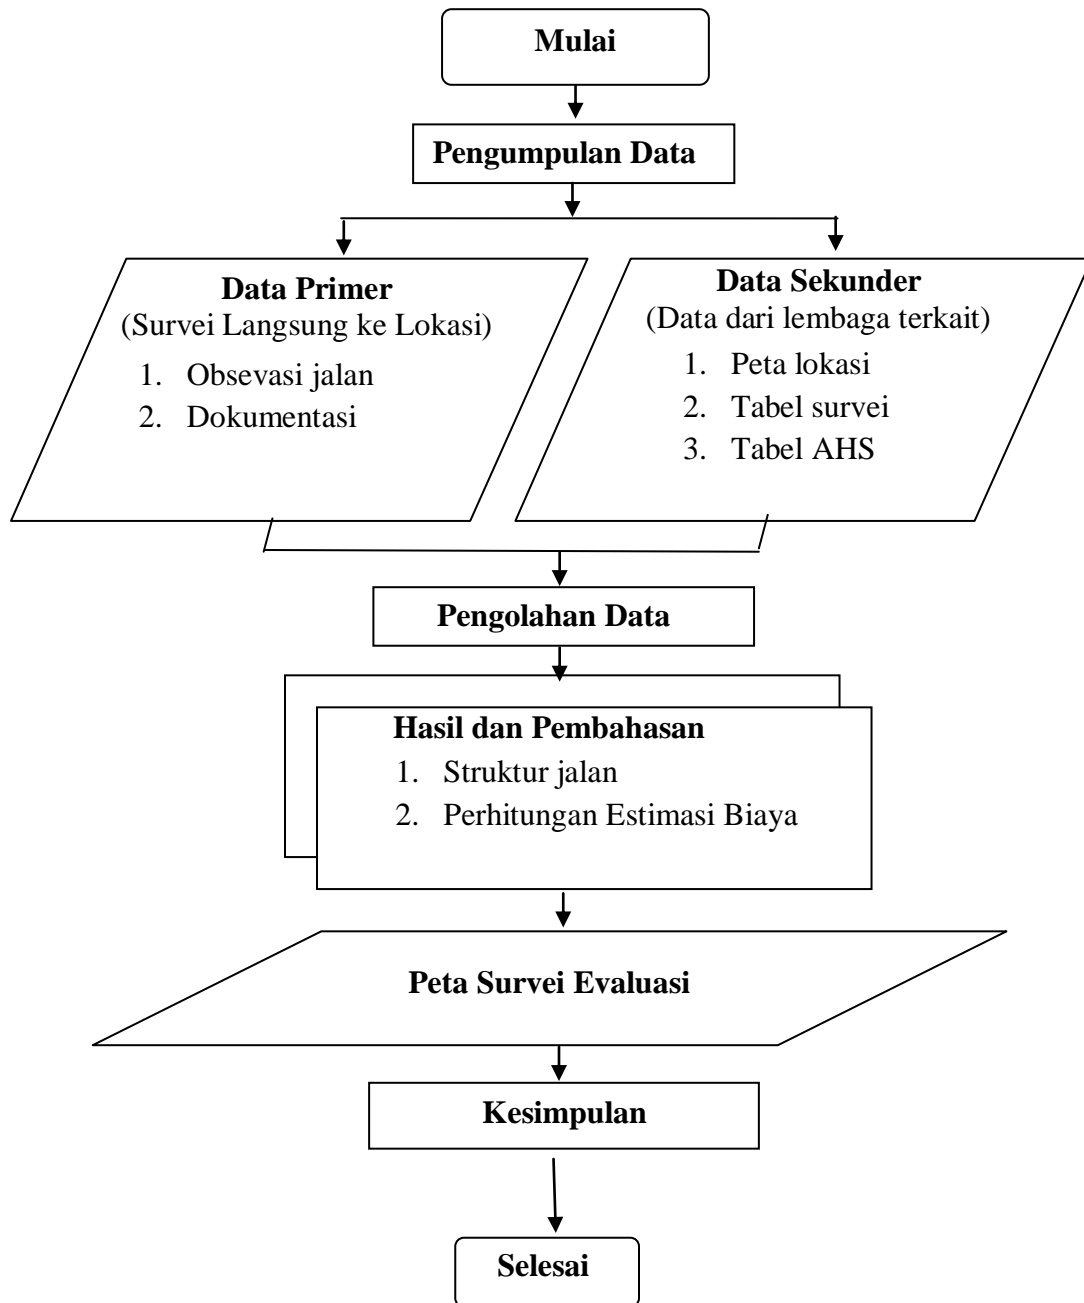 Mulai
Pengumpulan Data
Data Primer
(Survei Langsung ke Lokasi)
1. Obsevasi jalan
2. Dokumentasi
Data Sekunder
(Data dari lembaga terkait)
1. Peta lokasi
2. Tabel survei
3. Tabel AHS
Pengolahan Data
Hasil dan Pembahasan
1. Struktur jalan
2. Perhitungan Estimasi Biaya
Peta Survei Evaluasi
Kesimpulan
Selesai